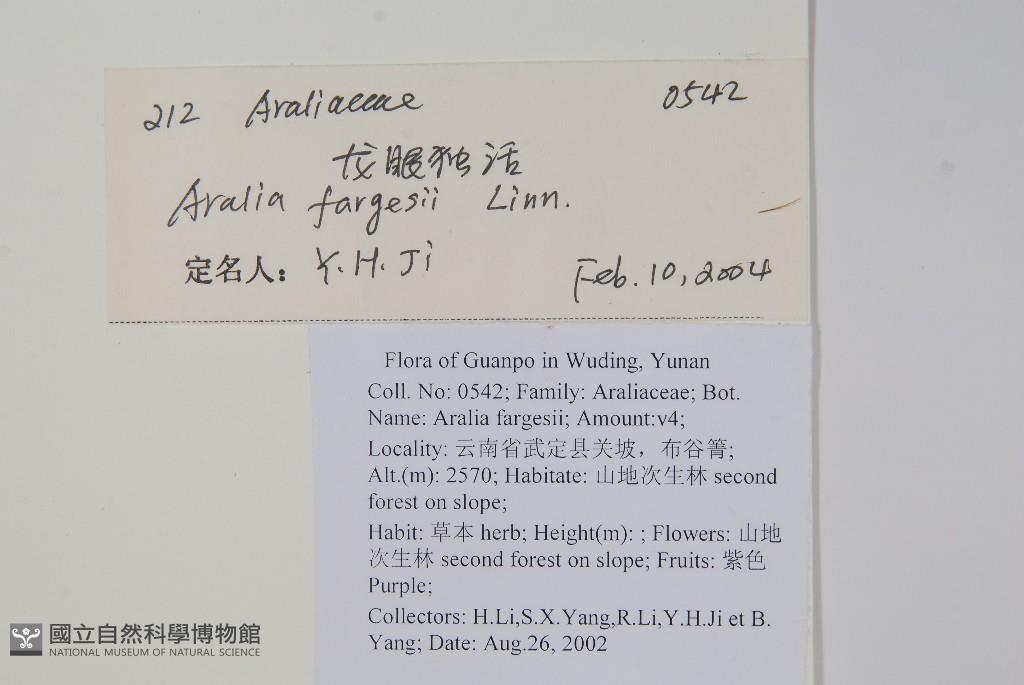 212 Araliaceae 0542
龙眼独活
Aralia fargesii Linn.
定名人: Y.H.Ji Feb.10,2004
Flora of Guanpo in Wuding, Yunan
Coll. No: 0542; Family: Araliaceae; Bot.
Name: Aralia fargesii; Amount:v4;
Locality: 云南省武定县关坡，布谷箐;
Alt.(m): 2570; Habitate: 山地次生林 second
forest on slope;
Habit: 草本 herb; Height(m): ; Flowers: 山地
次生林 second forest on slope; Fruits: 紫色
Purple;
Collectors: H.Li,S.X.Yang,R.Li,Y.H.Ji et B.
Yang; Date: Aug.26, 2002
國立自然科學博物館
NATIONAL MUSEUM OF NATURAL SCIENCE